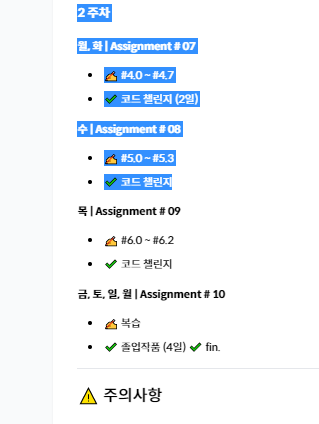 2 주차
월, 화 | Assignment # 07
✍️ #4.0 ~ #4.7
✔️ 코드 챌린지 (2일)
수 | Assignment # 08
✍️ #5.0 ~ #5.3
✔️ 코드 챌린지
목 | Assignment # 09
✍️ #6.0 ~ #6.2
✔️ 코드 챌린지
금, 토, 일, 월 | Assignment # 10
✍️ 복습
✔️ 졸업작품 (4일) ✔️ fin.
⚠️ 주의사항